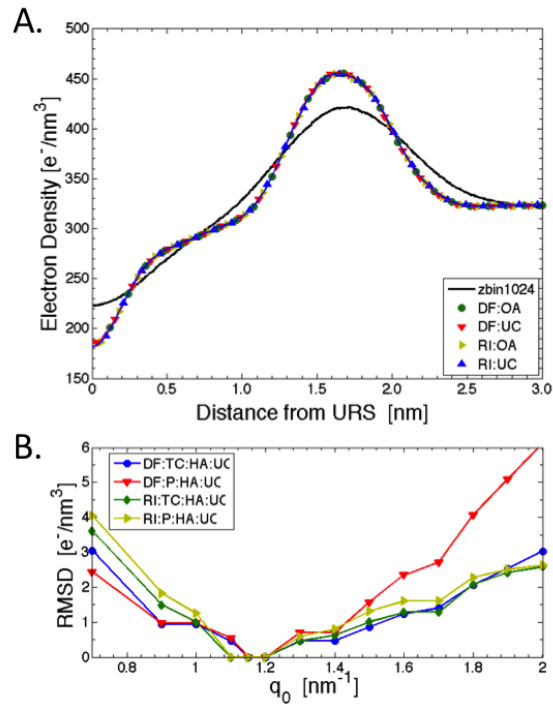 A.
Electron Density [e⁻/nm³]
500
450
400
350
300
250
200
150
zbin1024
DF:OA
DF:UC
RI:OA
RI:UC
0 0.5 1.0 1.5 2.0 2.5 3.0
Distance from URS [nm]
B.
RMSD [e⁻/nm³]
6
5
4
3
2
1
0
DF:TC:HA:UC
DF:P:HA:UC
RI:TC:HA:UC
RI:P:HA:UC
0.8 1 1.2 1.4 1.6 1.8 2
q₀ [nm⁻¹]